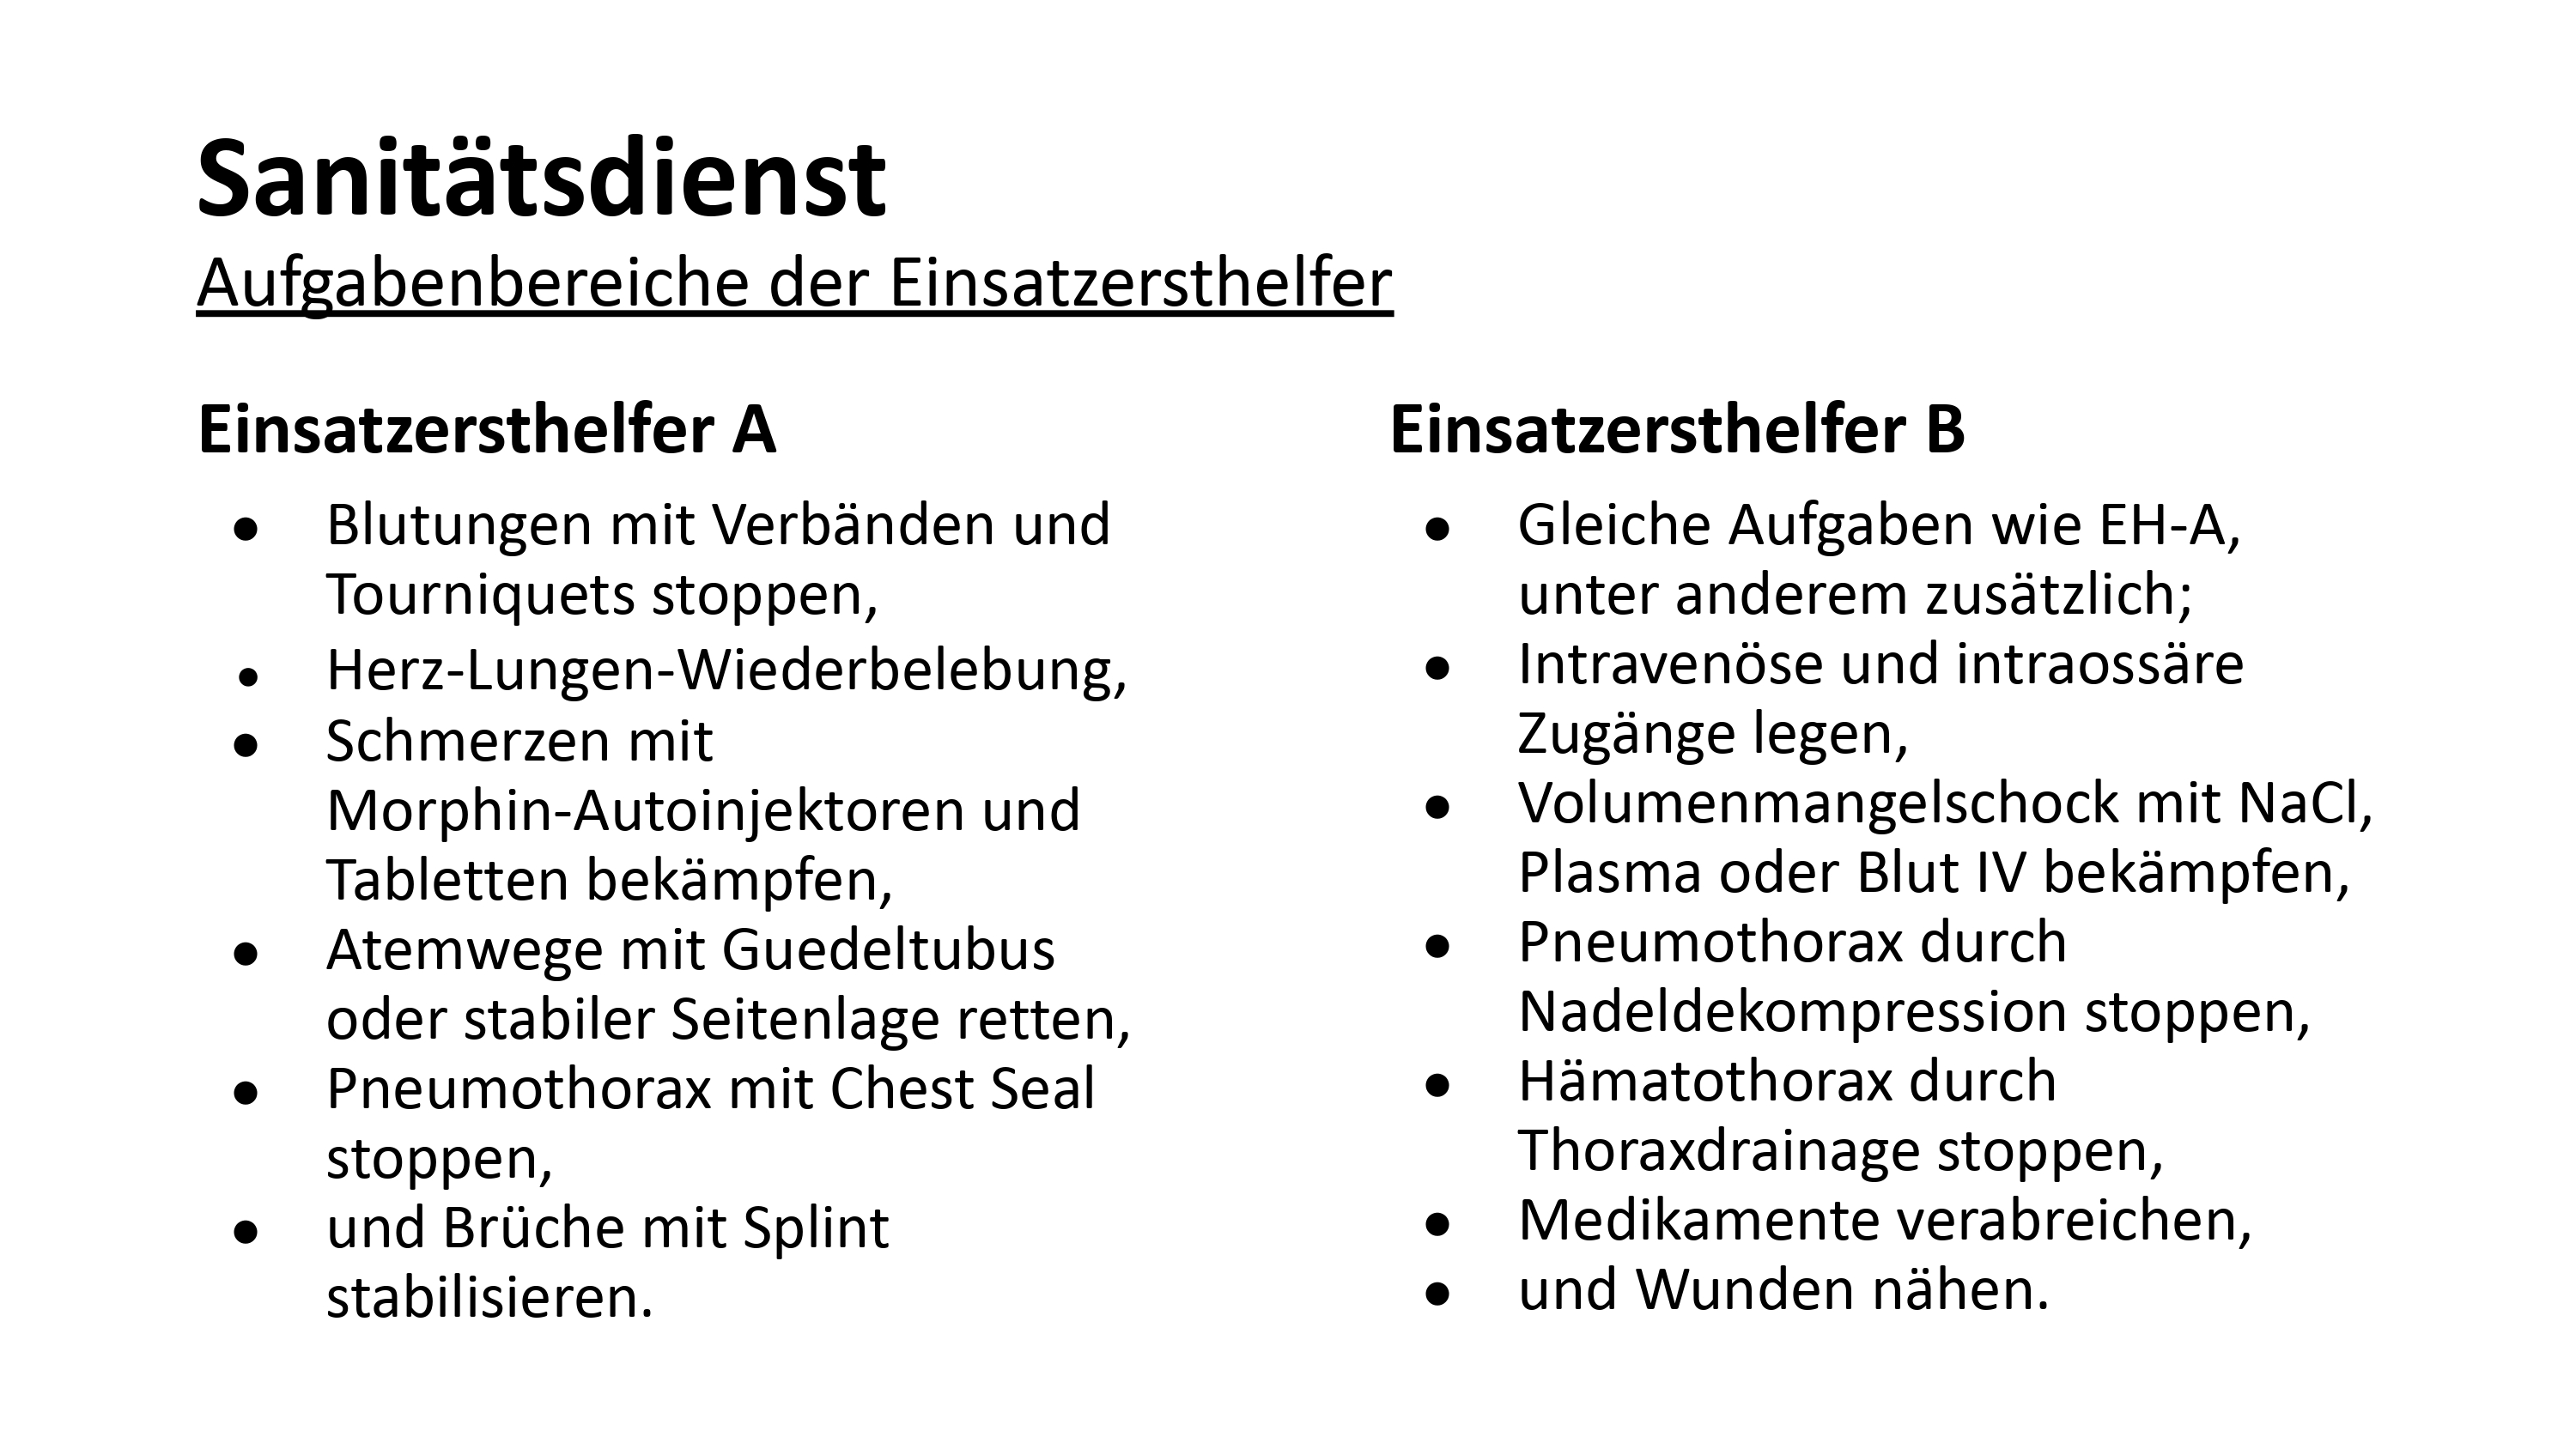 Sanitätsdienst
Aufgabenbereiche der Einsatzersthelfer
Einsatzersthelfer A
● Blutungen mit Verbänden und
Tourniquets stoppen,
● Herz-Lungen-Wiederbelebung,
● Schmerzen mit
Morphin-Autoinjektoren und
Tabletten bekämpfen,
● Atemwege mit Guedeltubus
oder stabiler Seitenlage retten,
● Pneumothorax mit Chest Seal
stoppen,
● und Brüche mit Splint
stabilisieren.
Einsatzersthelfer B
● Gleiche Aufgaben wie EH-A,
unter anderem zusätzlich;
● Intravenöse und intraossäre
Zugänge legen,
● Volumenmangelschock mit NaCl,
Plasma oder Blut IV bekämpfen,
● Pneumothorax durch
Nadeldekompression stoppen,
● Hämatothorax durch
Thoraxdrainage stoppen,
● Medikamente verabreichen,
● und Wunden nähen.